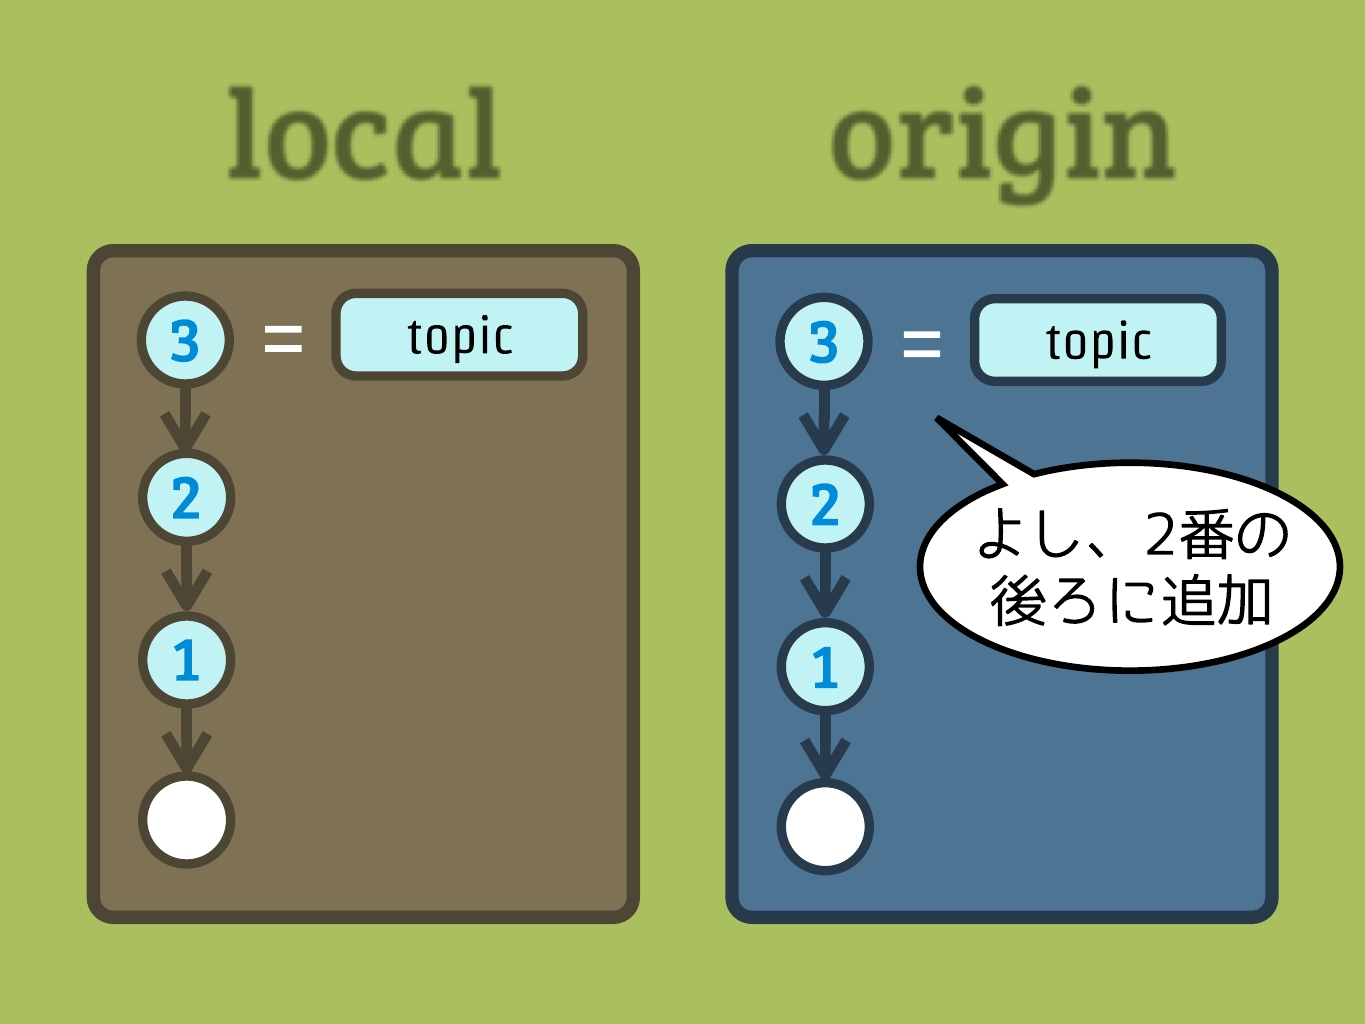 local
origin
3 = topic
2
1
3 = topic
2
1
よし、2番の
後ろに追加